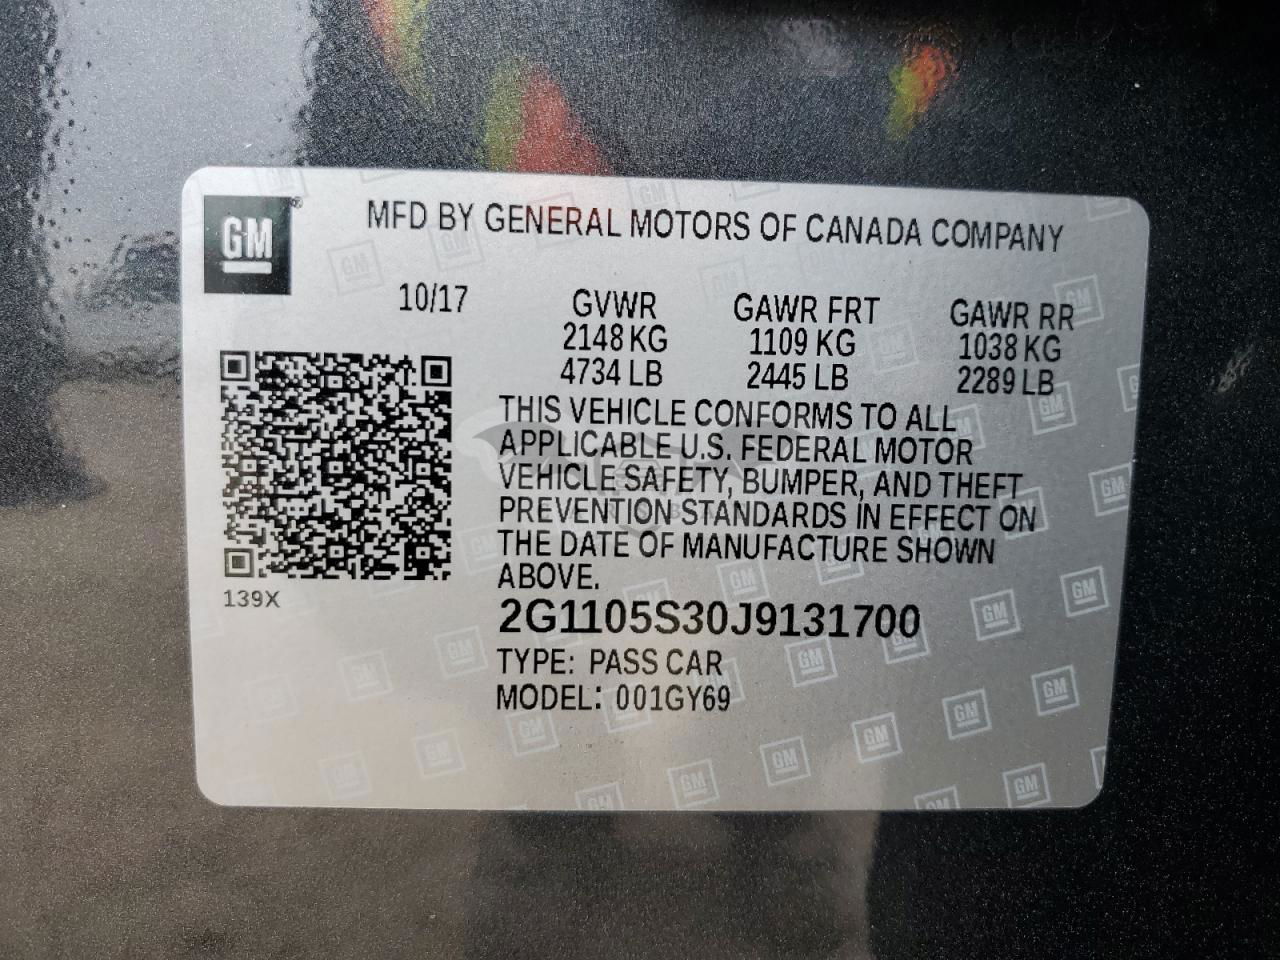 GM
MFD BY GENERAL MOTORS OF CANADA COMPANY
10/17
GVWR GAWR FRT GAWR RR
2148 KG 1109 KG 1038 KG
4734 LB 2445 LB 2289 LB
THIS VEHICLE CONFORMS TO ALL
APPLICABLE U.S. FEDERAL MOTOR
VEHICLE SAFETY, BUMPER, AND THEFT
PREVENTION STANDARDS IN EFFECT ON
THE DATE OF MANUFACTURE SHOWN
ABOVE.
139X
2G1105S30J9131700
TYPE: PASS CAR
MODEL: 001GY69